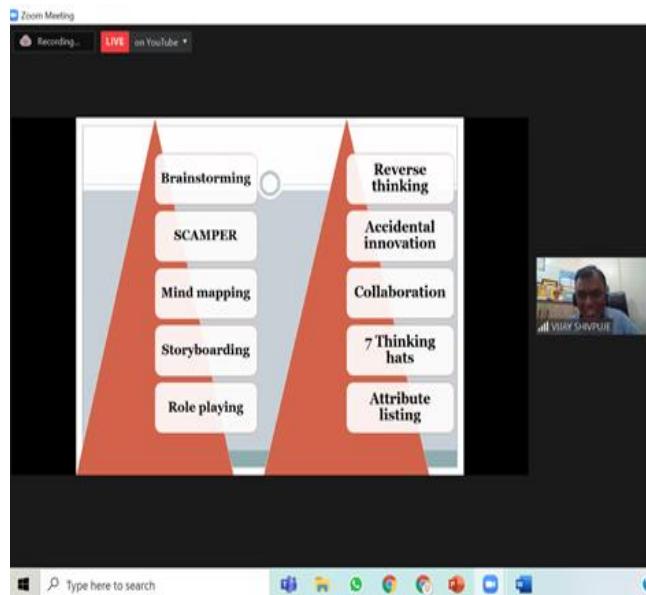 Zoom Meeting
Recording...
LIVE on YouTube
Brainstorming
SCAMPER
Mind mapping
Storyboarding
Role playing
Reverse
thinking
Accidental
innovation
Collaboration
7 Thinking
hats
Attribute
listing
VIJAY SHIVPUJE
Type here to search